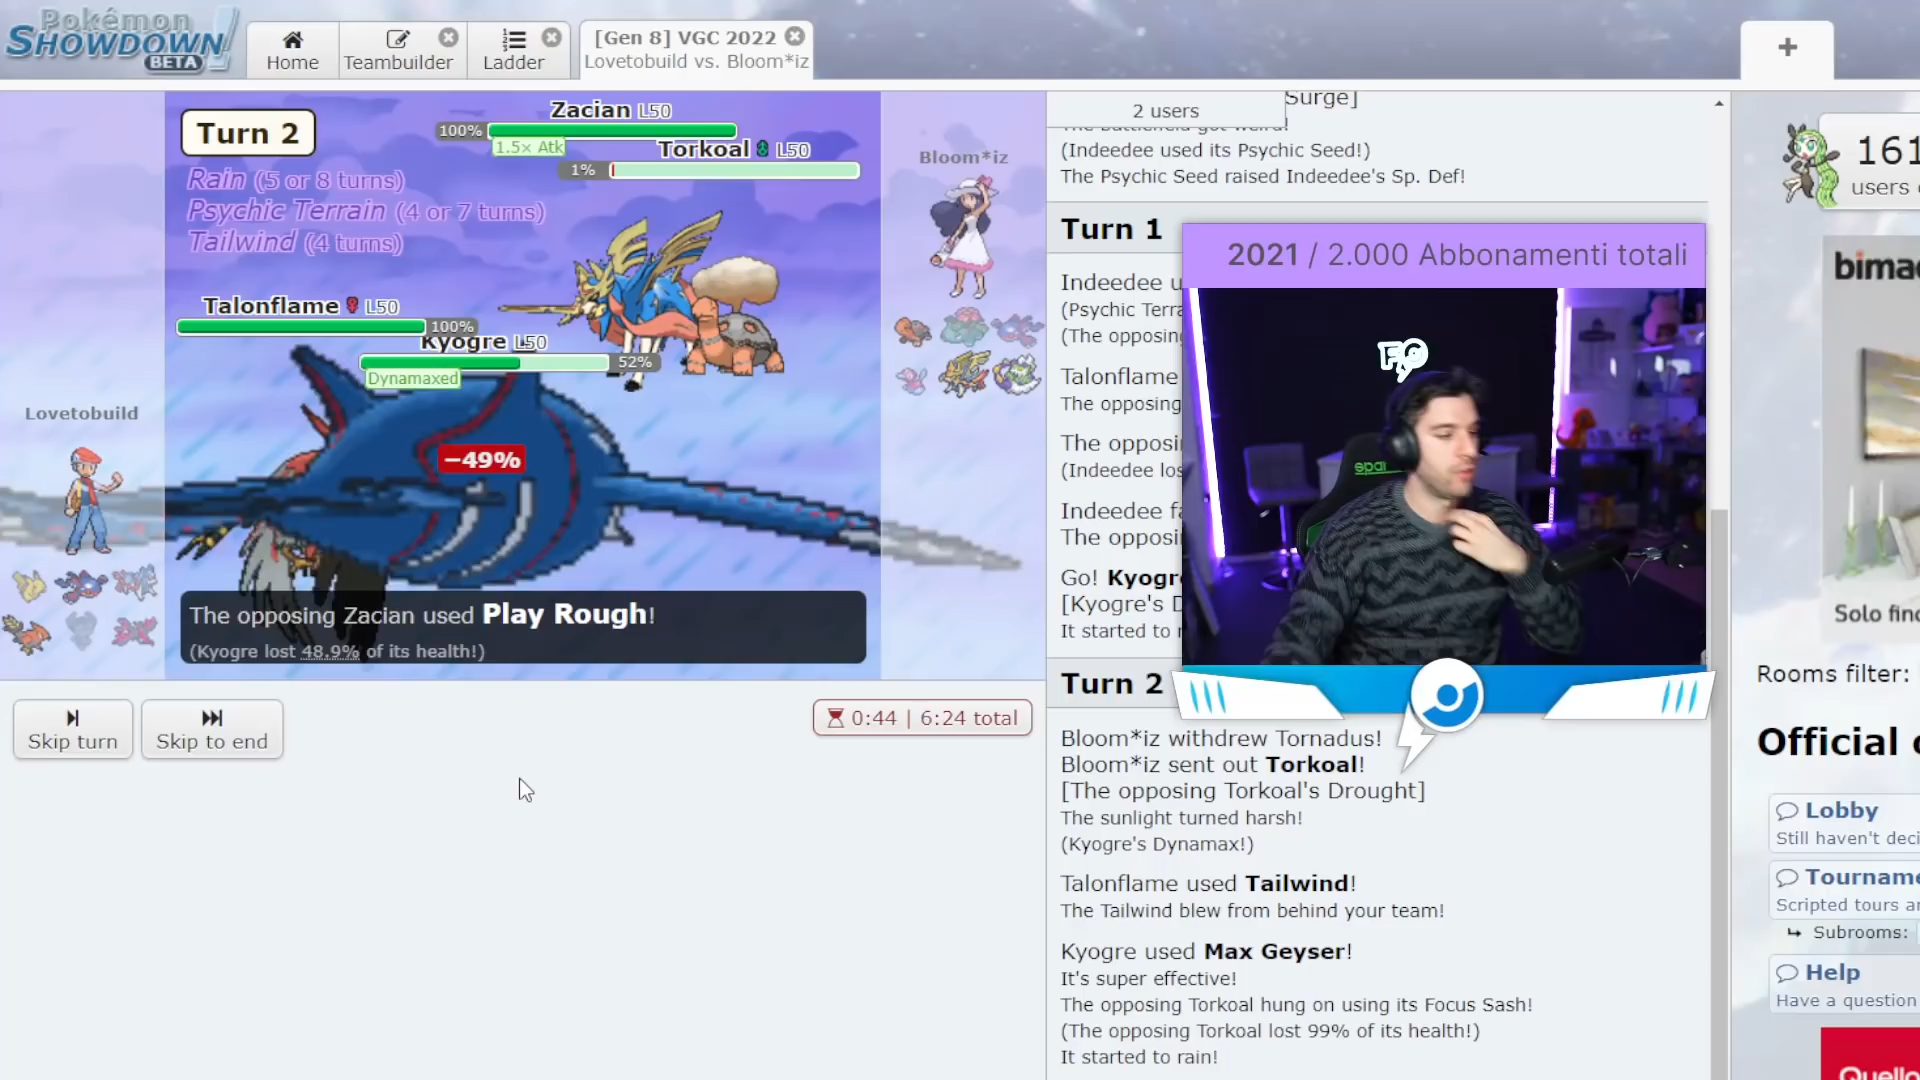 Pokémon
SHOWDOWN!
BETA
Home
Teambuilder
Ladder
[Gen 8] VGC 2022
Lovetobuild vs. Bloom*iz
+
Turn 2
Rain (5 or 8 turns)
Psychic Terrain (4 or 7 turns)
Tailwind (4 turns)
Zacian L50
100%
1.5× Atk
Torkoal L50
1%
Talonflame L50
100%
Kyogre L50
52%
Dynamaxed
−49%
Bloom*iz
Lovetobuild
The opposing Zacian used Play Rough!
(Kyogre lost 48.9% of its health!)
Skip turn
Skip to end
0:44 | 6:24 total
2 users
Surge]
The battlefield got weird!
(Indeedee used its Psychic Seed!)
The Psychic Seed raised Indeedee's Sp. Def!
Turn 1
Indeedee u
(Psychic Terra
(The opposing
Talonflame
The opposing
The opposi
(Indeedee los
Indeedee fa
The opposi
Go! Kyogre
[Kyogre's D
It started to r
2021 / 2.000 Abbonamenti totali
Turn 2
Bloom*iz withdrew Tornadus!
Bloom*iz sent out Torkoal!
[The opposing Torkoal's Drought]
The sunlight turned harsh!
(Kyogre's Dynamax!)
Talonflame used Tailwind!
The Tailwind blew from behind your team!
Kyogre used Max Geyser!
It's super effective!
The opposing Torkoal hung on using its Focus Sash!
(The opposing Torkoal lost 99% of its health!)
It started to rain!
161
users
bima
Solo find
Rooms filter:
Official
Lobby
Still haven't deci
Tourname
Scripted tours a
Subrooms:
Help
Have a question
Quello